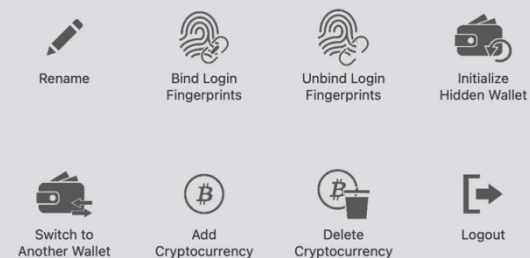 Rename
Bind Login
Fingerprints
Unbind Login
Fingerprints
Initialize
Hidden Wallet
Switch to
Another Wallet
Add
Cryptocurrency
Delete
Cryptocurrency
Logout